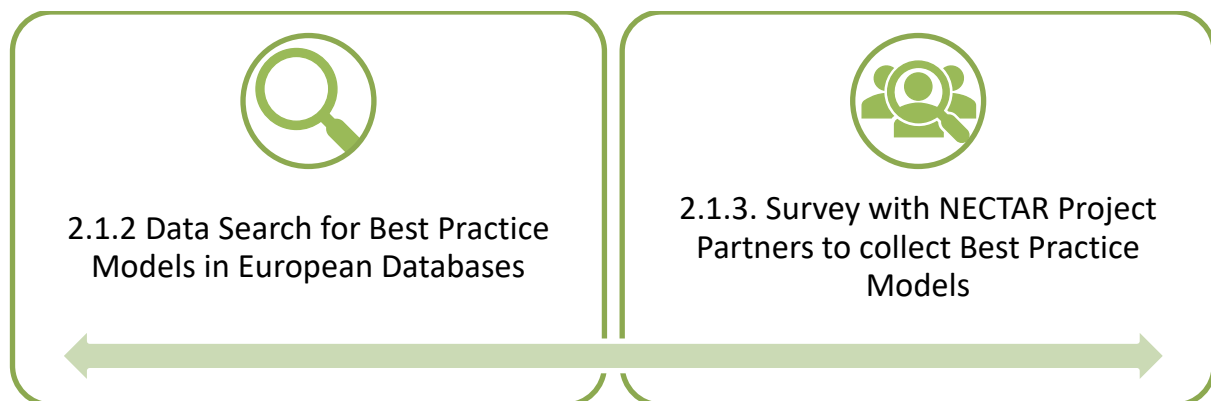 2.1.2 Data Search for Best Practice
Models in European Databases
2.1.3. Survey with NECTAR Project
Partners to collect Best Practice
Models